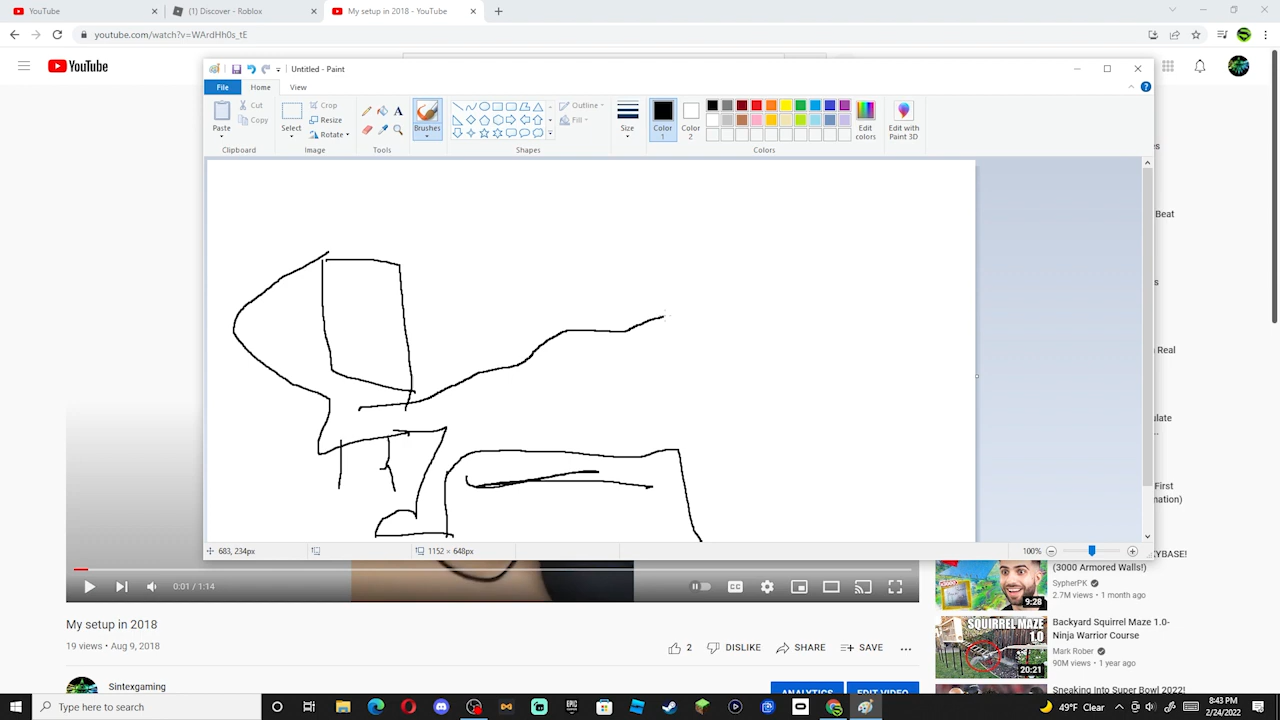 YouTube
(1) Discover - Roblox
My setup in 2018 - YouTube
youtube.com/watch?v=WArdHh0s_tE
YouTube
Untitled - Paint
File
Home
View
Paste
Cut
Copy
Clipboard
Select
Crop
Resize
Rotate
Image
Tools
Brushes
Outline
Fill
Shapes
Size
Color
1
Color
2
Colors
Edit
colors
Edit with
Paint 3D
Beat
Real
First
683, 234px
1152 × 648px
100%
0:01 / 1:14
CC
My setup in 2018
19 views • Aug 9, 2018
2
DISLIKE
SHARE
SAVE
Sintexgaming
ANALYTICS
EDIT VIDEO
(3000 Armored Walls!)
SypherPK
2.7M views • 1 month ago
9:28
SQUIRREL MAZE
1.0
20:21
Backyard Squirrel Maze 1.0-
Ninja Warrior Course
Mark Rober
90M views • 1 year ago
Sneaking Into Super Bowl 2022!
Type here to search
EPIC
49°F Clear
8:43 PM
2/24/2022